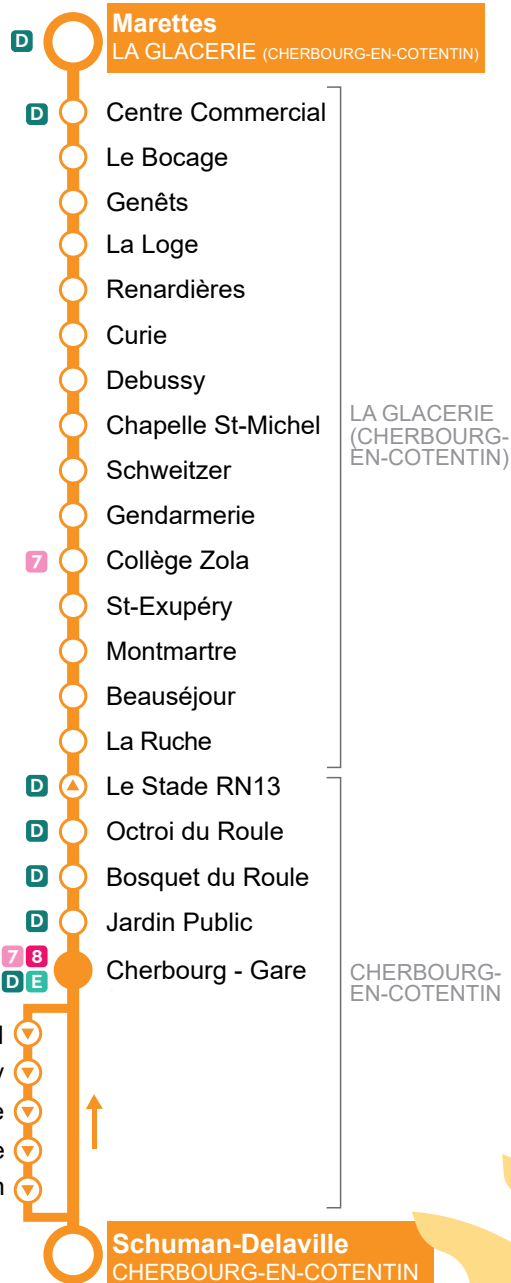 D
Marettes
LA GLACERIE (CHERBOURG-EN-COTENTIN)
D
Centre Commercial
Le Bocage
Genêts
La Loge
Renardières
Curie
Debussy
Chapelle St-Michel
LA GLACERIE
(CHERBOURG-
EN-COTENTIN)
Schweitzer
Gendarmerie
7
Collège Zola
St-Exupéry
Montmartre
Beauséjour
La Ruche
D
Le Stade RN13
D
Octroi du Roule
D
Bosquet du Roule
D
Jardin Public
7 8
D E
Cherbourg - Gare
CHERBOURG-
EN-COTENTIN
Schuman-Delaville
CHERBOURG-EN-COTENTIN